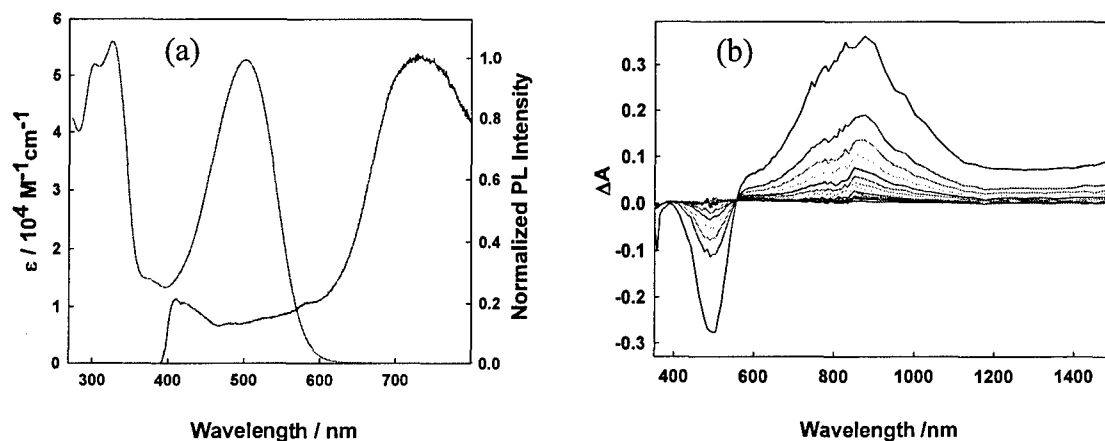 (a)
6
5
4
3
2
1
0
ε / 10⁴ M⁻¹cm⁻¹
1.0
0.8
0.6
0.4
0.2
0.0
Normalized PL Intensity
300 400 500 600 700
Wavelength / nm
(b)
0.3
0.2
0.1
0.0
-0.1
-0.2
-0.3
ΔA
400 600 800 1000 1200 1400
Wavelength /nm